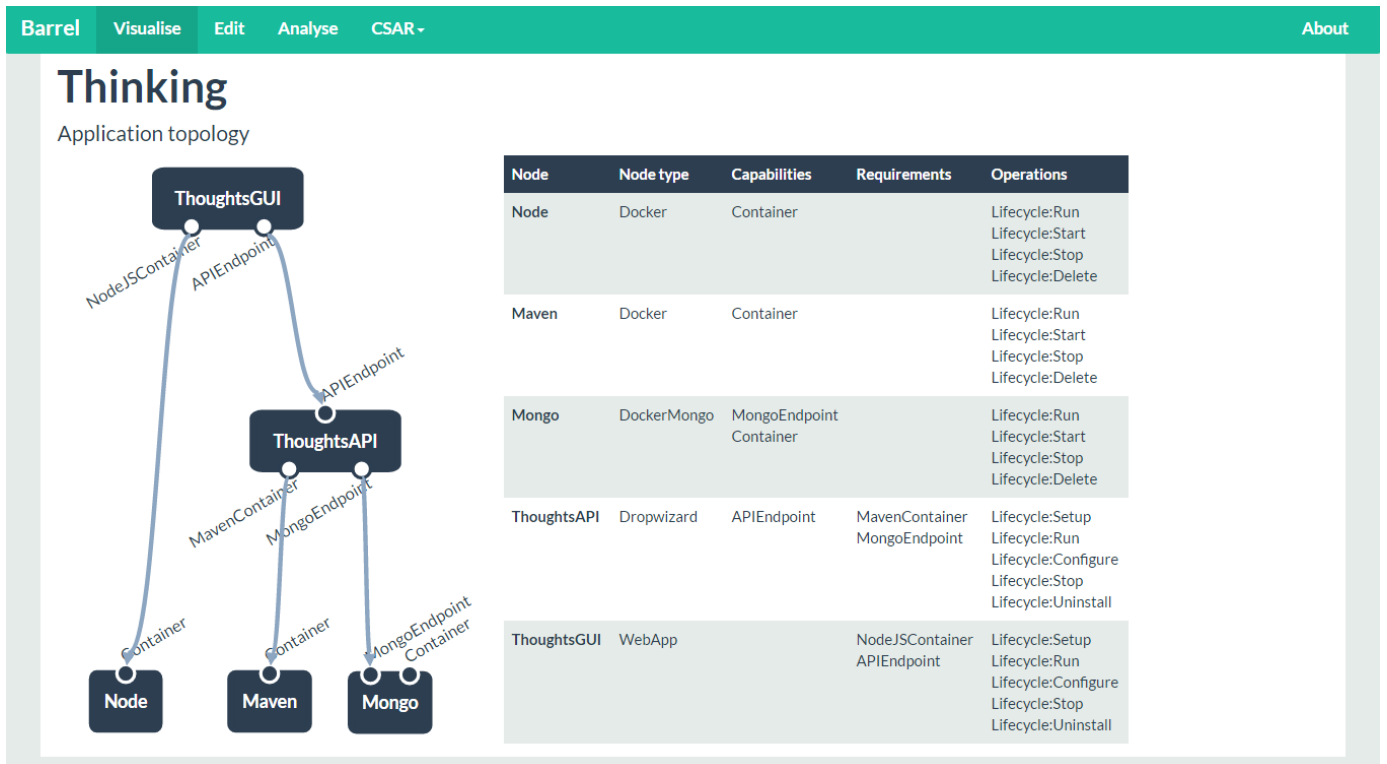 Barrel Visualise Edit Analyse CSAR About
Thinking
Application topology
ThoughtsGUI
NodeJSContainer
APIEndpoint
APIEndpoint
ThoughtsAPI
MavenContainer
MongoEndpoint
Container
Container
MongoEndpoint
Container
Node
Maven
Mongo
Node Node type Capabilities Requirements Operations
Node Docker Container Lifecycle:Run
Lifecycle:Start
Lifecycle:Stop
Lifecycle:Delete
Maven Docker Container Lifecycle:Run
Lifecycle:Start
Lifecycle:Stop
Lifecycle:Delete
Mongo DockerMongo MongoEndpoint Lifecycle:Run
Container Lifecycle:Start
Lifecycle:Stop
Lifecycle:Delete
ThoughtsAPI Dropwizard APIEndpoint MavenContainer Lifecycle:Setup
MongoEndpoint Lifecycle:Run
Lifecycle:Configure
Lifecycle:Stop
Lifecycle:Uninstall
ThoughtsGUI WebApp NodeJSContainer Lifecycle:Setup
APIEndpoint Lifecycle:Run
Lifecycle:Configure
Lifecycle:Stop
Lifecycle:Uninstall